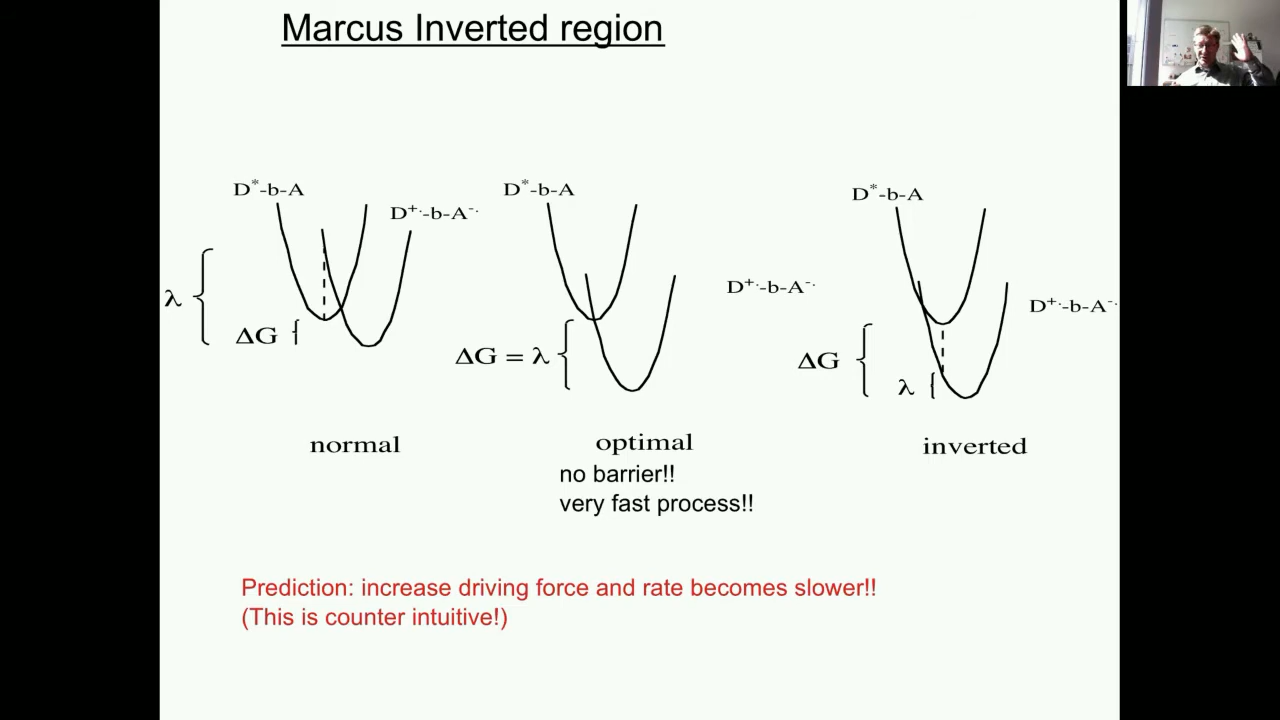 Marcus Inverted region
D*-b-A
D+·-b-A-·
λ
ΔG
normal
D*-b-A
D+·-b-A-·
ΔG = λ
optimal
no barrier!!
very fast process!!
D*-b-A
D+·-b-A-·
ΔG
λ
inverted
Prediction: increase driving force and rate becomes slower!!
(This is counter intuitive!)